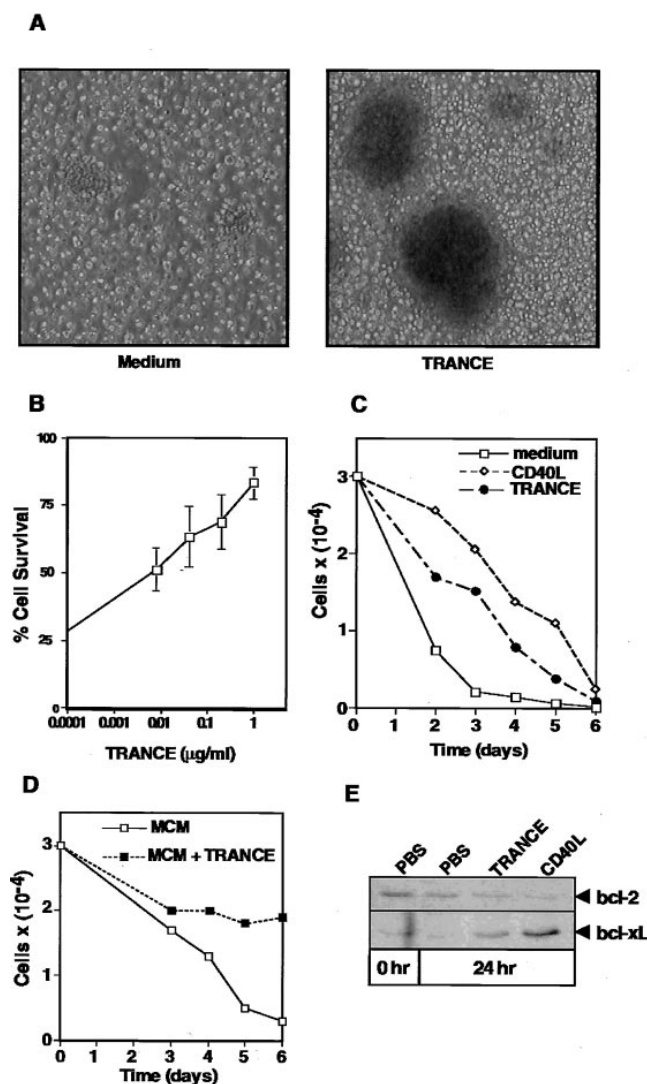 A
Medium
TRANCE
B
100
75
50
25
0
% Cell Survival
0.0001 0.001 0.01 0.1 1
TRANCE (µg/ml)
C
medium
CD40L
TRANCE
3
2
1
0
Cells x (10⁻⁴)
0 1 2 3 4 5 6
Time (days)
D
MCM
MCM + TRANCE
3
2
1
0
Cells x (10⁻⁴)
0 1 2 3 4 5 6
Time (days)
E
PBS PBS TRANCE CD40L
bcl-2
bcl-xL
0 hr 24 hr